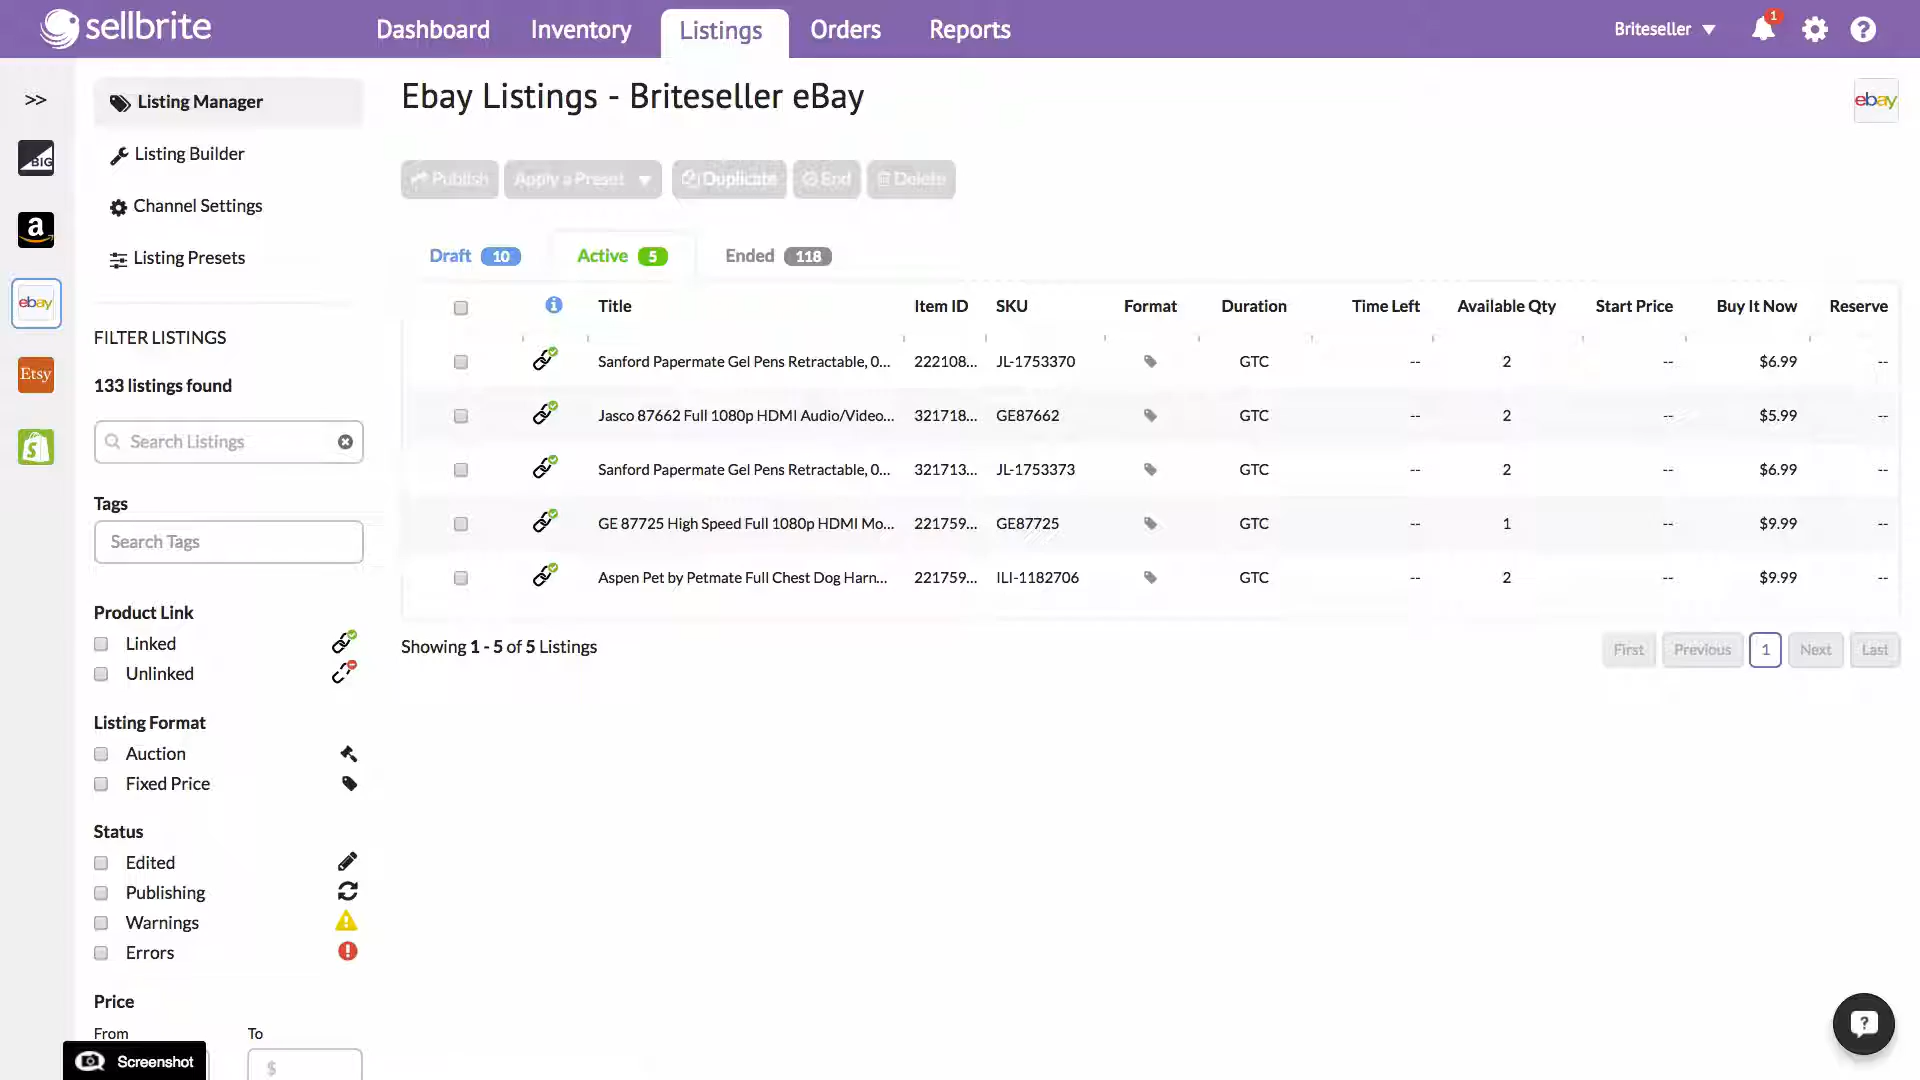 sellbrite Dashboard Inventory Listings Orders Reports Briteseller 1 ?
>>
BIG
a
ebay
Etsy
S
Listing Manager
Listing Builder
Channel Settings
Listing Presets
FILTER LISTINGS
133 listings found
Search Listings
Tags
Search Tags
Product Link
Linked
Unlinked
Listing Format
Auction
Fixed Price
Status
Edited
Publishing
Warnings
Errors
Price
From To
$
Screenshot
Ebay Listings - Briteseller eBay
ebay
Publish Apply a Preset Duplicate End Delete
Draft 10 Active 5 Ended 118
Title Item ID SKU Format Duration Time Left Available Qty Start Price Buy It Now Reserve
Sanford Papermate Gel Pens Retractable, 0... 222108... JL-1753370 GTC -- 2 -- $6.99 --
Jasco 87662 Full 1080p HDMI Audio/Video... 321718... GE87662 GTC -- 2 -- $5.99 --
Sanford Papermate Gel Pens Retractable, 0... 321713... JL-1753373 GTC -- 2 -- $6.99 --
GE 87725 High Speed Full 1080p HDMI Mo... 221759... GE87725 GTC -- 1 -- $9.99 --
Aspen Pet by Petmate Full Chest Dog Harn... 221759... ILI-1182706 GTC -- 2 -- $9.99 --
Showing 1 - 5 of 5 Listings
First Previous 1 Next Last
?